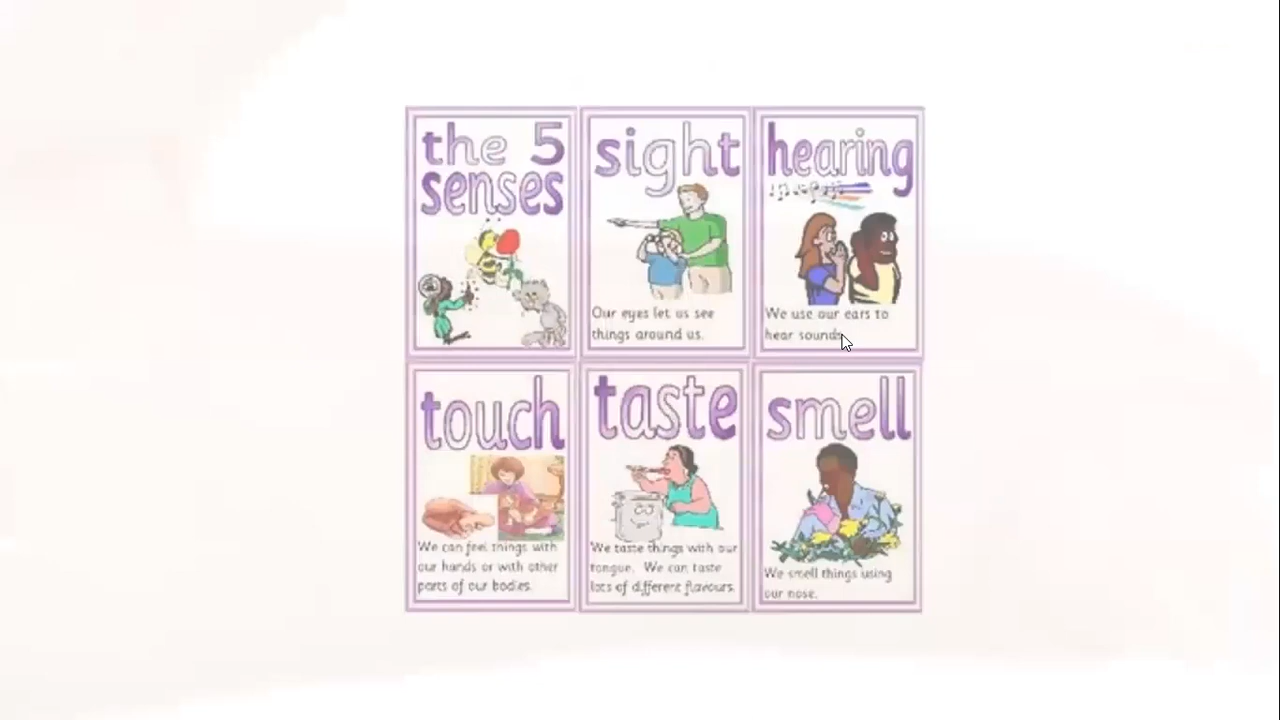 the 5
senses
sight
Our eyes let us see
things around us.
hearing
We use our ears to
hear sounds.
touch
We can feel things with
our hands or with other
parts of our bodies.
taste
We taste things with our
tongue. We can taste
lots of different flavours.
smell
We smell things using
our nose.